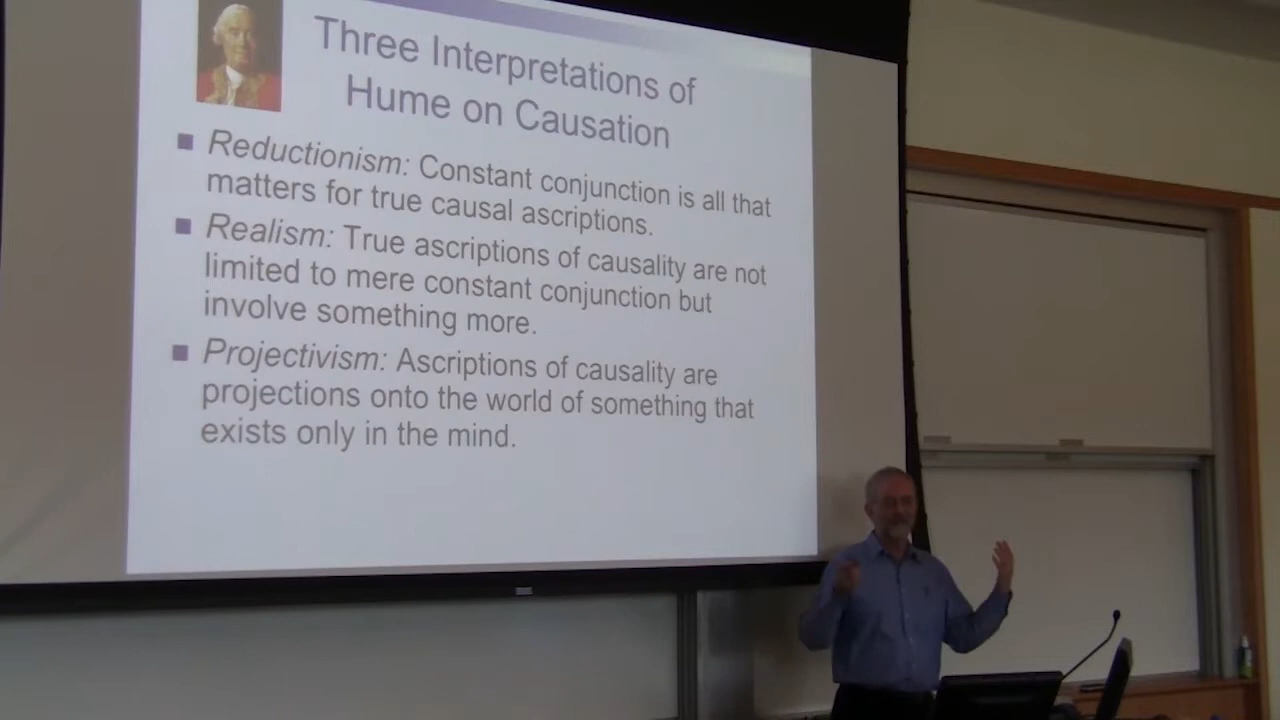 Three Interpretations of
Hume on Causation
■ Reductionism: Constant conjunction is all that
matters for true causal ascriptions.
■ Realism: True ascriptions of causality are not
limited to mere constant conjunction but
involve something more.
■ Projectivism: Ascriptions of causality are
projections onto the world of something that
exists only in the mind.